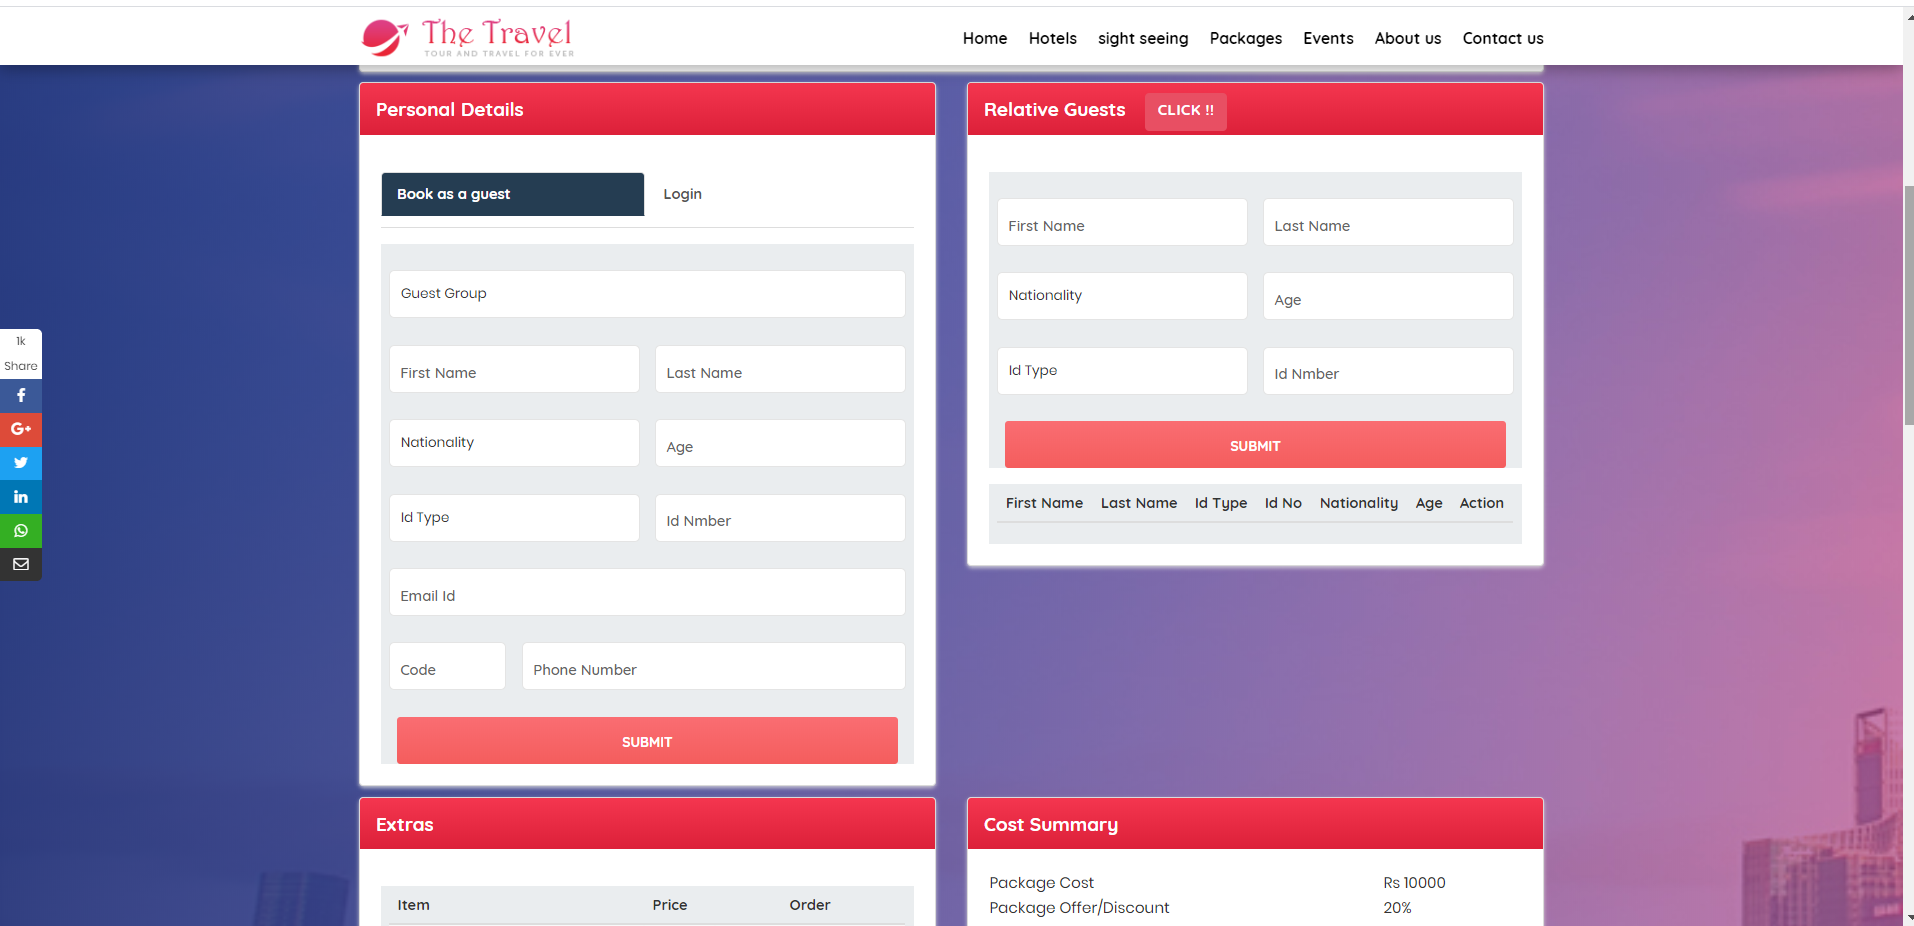 The Travel
TOUR AND TRAVEL FOR EVER
Home Hotels sight seeing Packages Events About us Contact us
1k
Share
G+
in
Personal Details
Book as a guest Login
Guest Group
First Name Last Name
Nationality Age
Id Type Id Nmber
Email Id
Code Phone Number
SUBMIT
Relative Guests CLICK !!
First Name Last Name
Nationality Age
Id Type Id Nmber
SUBMIT
First Name Last Name Id Type Id No Nationality Age Action
Extras
Item Price Order
Cost Summary
Package Cost Rs 10000
Package Offer/Discount 20%